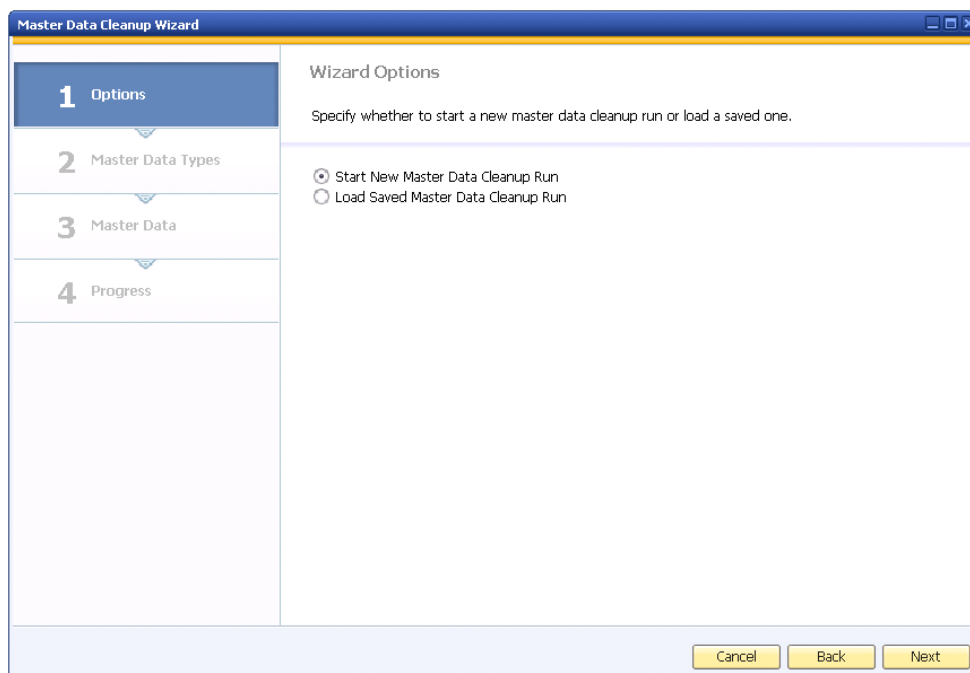 Master Data Cleanup Wizard
1 Options
2 Master Data Types
3 Master Data
4 Progress
Wizard Options
Specify whether to start a new master data cleanup run or load a saved one.
Start New Master Data Cleanup Run
Load Saved Master Data Cleanup Run
Cancel Back Next